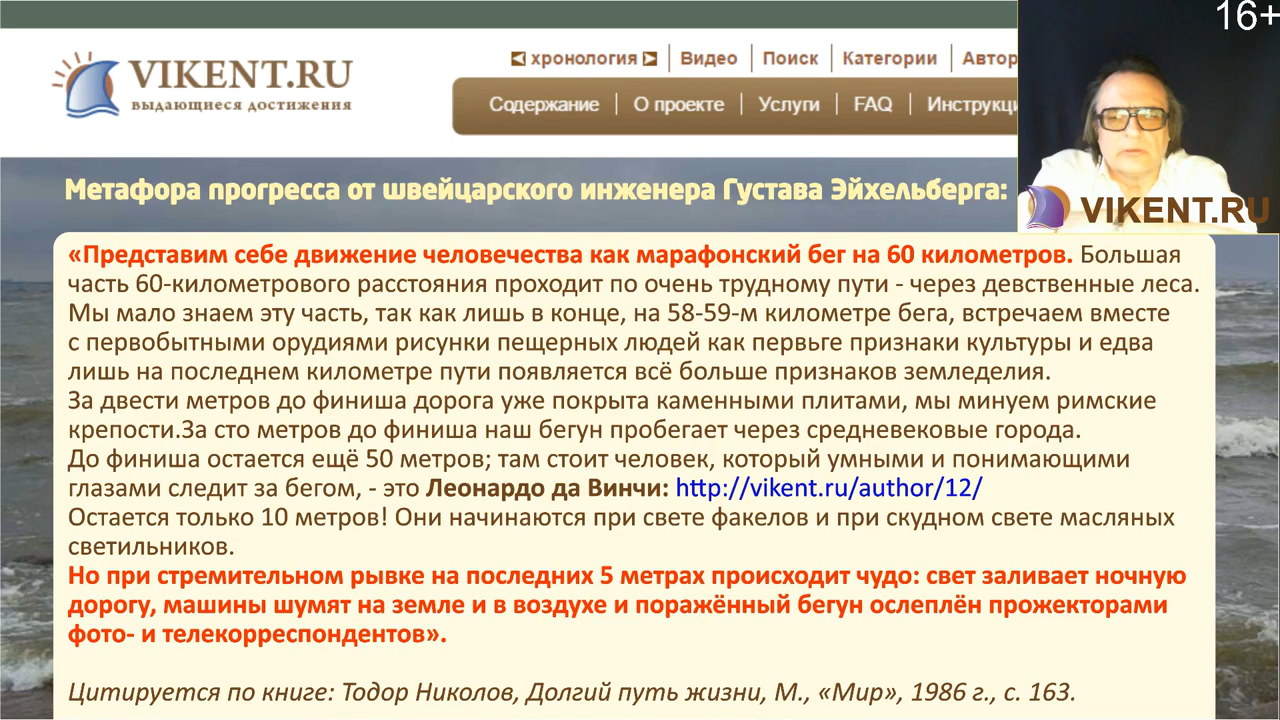 16+
VIKENT.RU
выдающиеся достижения
хронология
Видео
Поиск
Категории
Автор
Содержание
О проекте
Услуги
FAQ
Инструкци
VIKENT.RU
Метафора прогресса от швейцарского инженера Густава Эйхельберга:
«Представим себе движение человечества как марафонский бег на 60 километров. Большая
часть 60-километрового расстояния проходит по очень трудному пути - через девственные леса.
Мы мало знаем эту часть, так как лишь в конце, на 58-59-м километре бега, встречаем вместе
с первобытными орудиями рисунки пещерных людей как первьге признаки культуры и едва
лишь на последнем километре пути появляется всё больше признаков земледелия.
За двести метров до финиша дорога уже покрыта каменными плитами, мы минуем римские
крепости.За сто метров до финиша наш бегун пробегает через средневековые города.
До финиша остается ещё 50 метров; там стоит человек, который умными и понимающими
глазами следит за бегом, - это Леонардо да Винчи: http://vikent.ru/author/12/
Остается только 10 метров! Они начинаются при свете факелов и при скудном свете масляных
светильников.
Но при стремительном рывке на последних 5 метрах происходит чудо: свет заливает ночную
дорогу, машины шумят на земле и в воздухе и поражённый бегун ослеплён прожекторами
фото- и телекорреспондентов».
Цитируется по книге: Тодор Николов, Долгий путь жизни, М., «Мир», 1986 г., с. 163.